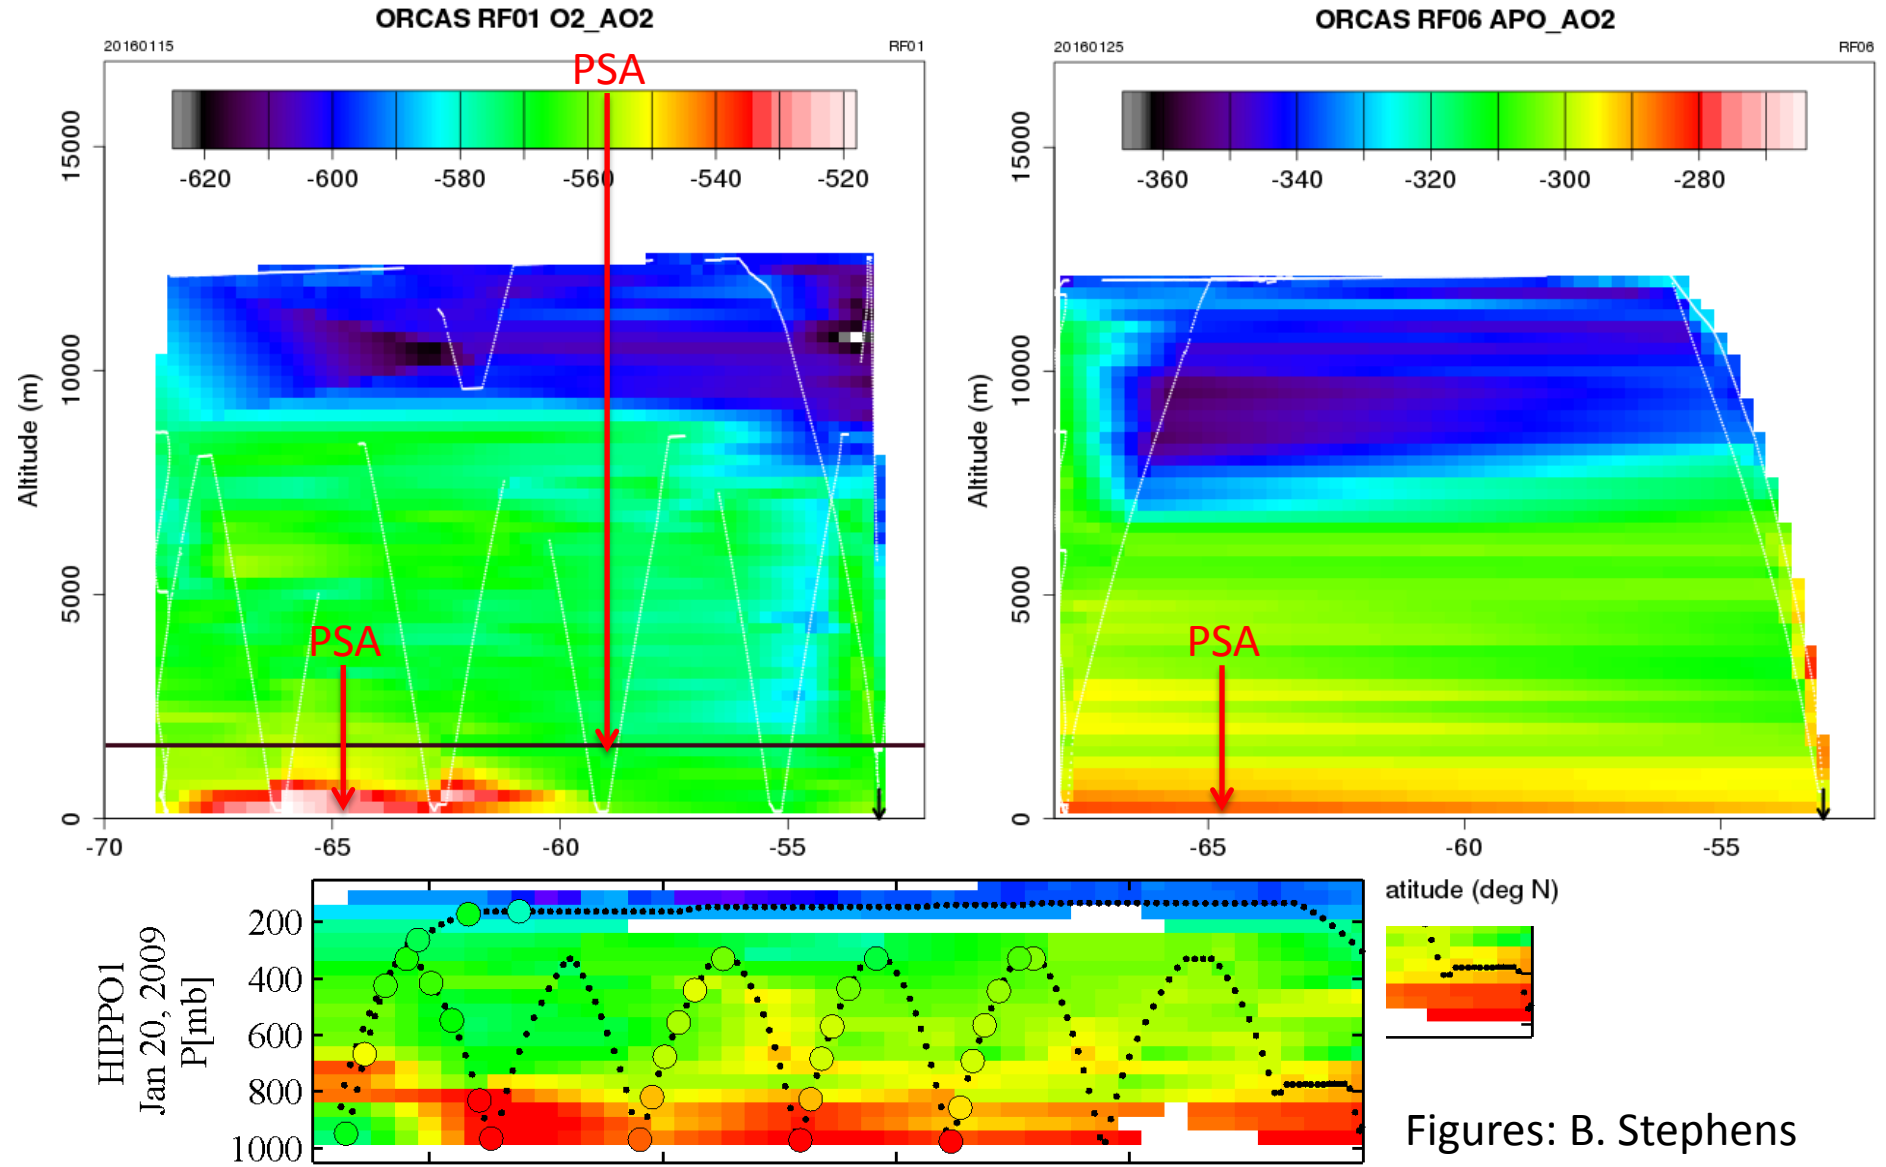 ORCAS RF01 O2_AO2
20160115
RF01
PSA
-620 -600 -580 -560 -540 -520
15000
10000
5000
0
Altitude (m)
PSA
-70 -65 -60 -55
ORCAS RF06 APO_AO2
20160125
RF06
-360 -340 -320 -300 -280
15000
10000
5000
0
Altitude (m)
PSA
-65 -60 -55
atitude (deg N)
HIPPO1
Jan 20, 2009
P[mb]
200
400
600
800
1000
Figures: B. Stephens